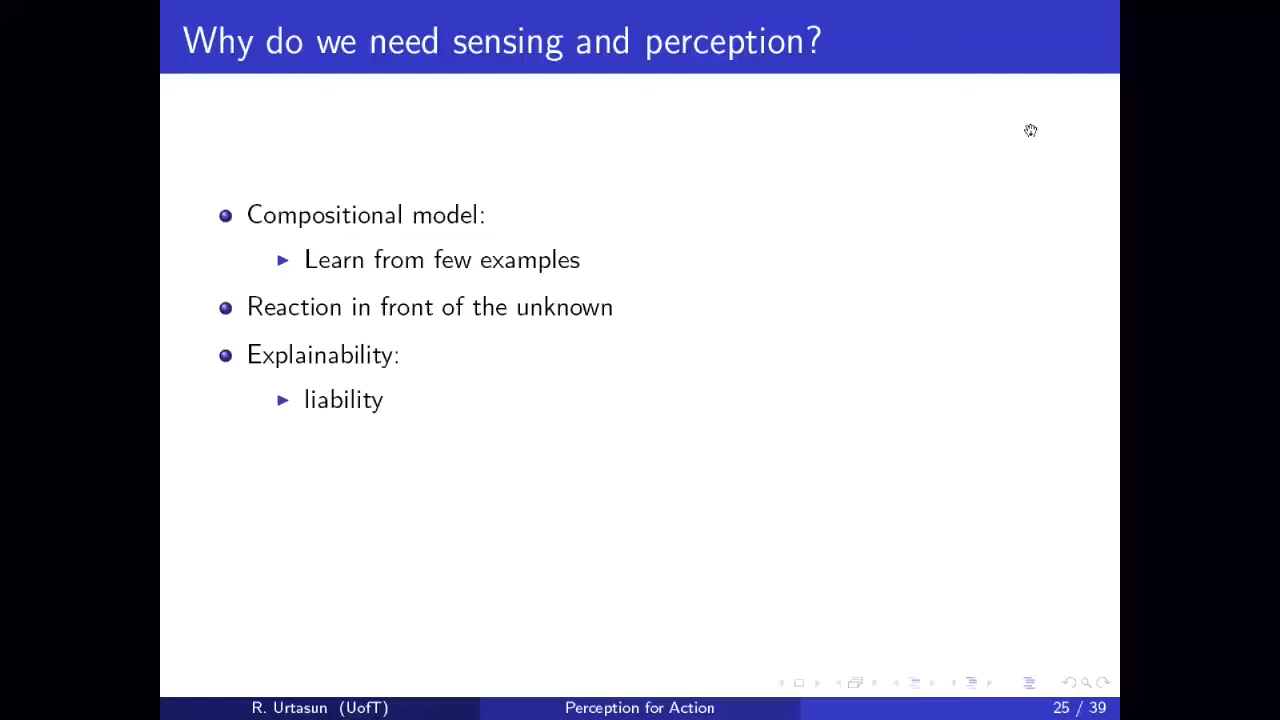 Why do we need sensing and perception?
Compositional model:
Learn from few examples
Reaction in front of the unknown
Explainability:
liability
R. Urtasun (UofT)
Perception for Action
25 / 39